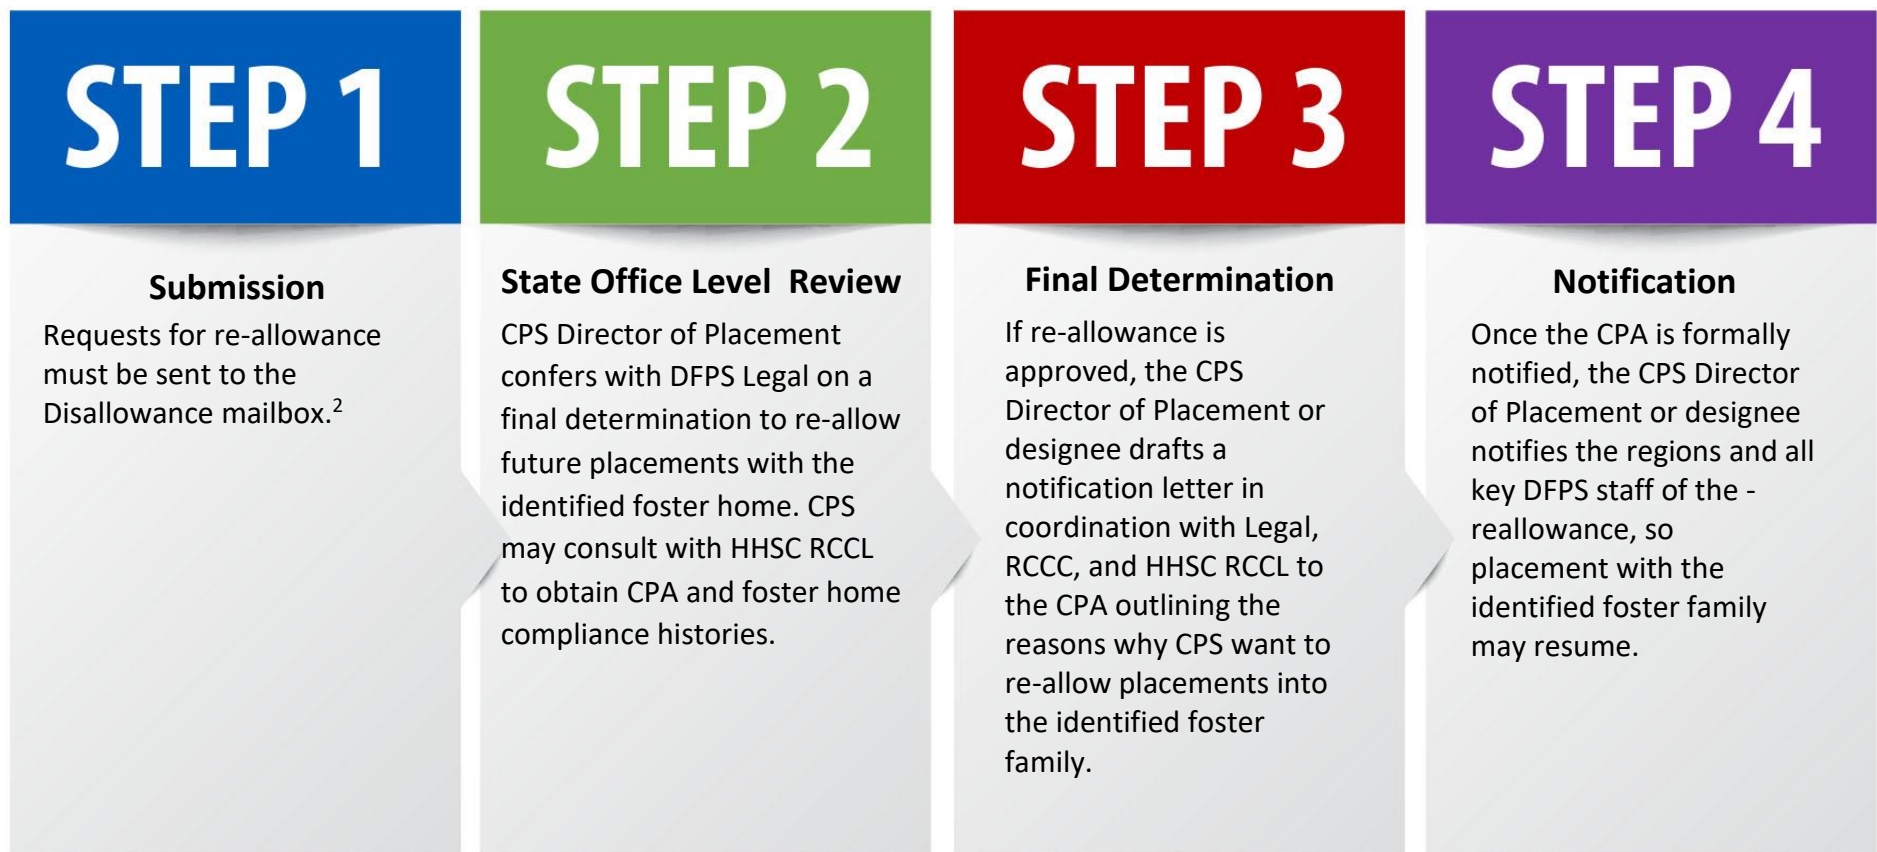 STEP 1
Submission
Requests for re-allowance
must be sent to the
Disallowance mailbox.2
STEP 2
State Office Level  Review
CPS Director of Placement
confers with DFPS Legal on a
final determination to re-allow
future placements with the
identified foster home. CPS
may consult with HHSC RCCL
to obtain CPA and foster home
compliance histories.
STEP 3
Final Determination
If re-allowance is
approved, the CPS
Director of Placement or
designee drafts a
notification letter in
coordination with Legal,
RCCC, and HHSC RCCL to
the CPA outlining the
reasons why CPS want to
re-allow placements into
the identified foster
family.
STEP 4
Notification
Once the CPA is formally
notified, the CPS Director
of Placement or designee
notifies the regions and all
key DFPS staff of the -
reallowance, so
placement with the
identified foster family
may resume.